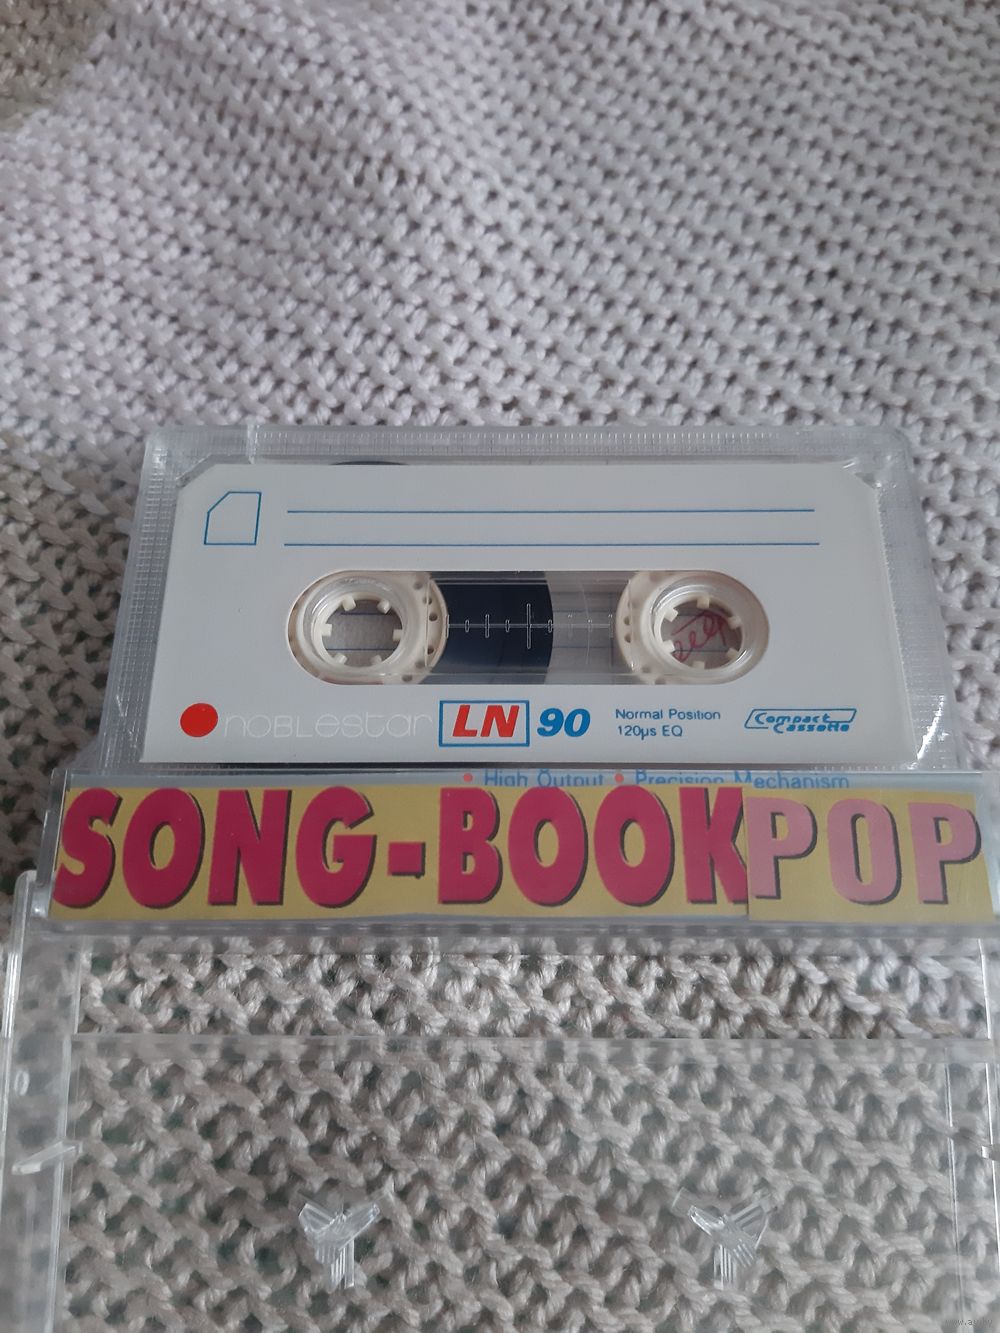 noBLestar LN 90 Normal Position Compact
120µs EQ Cassette
• High Output • Precision Mechanism
SONG-BOOK POP